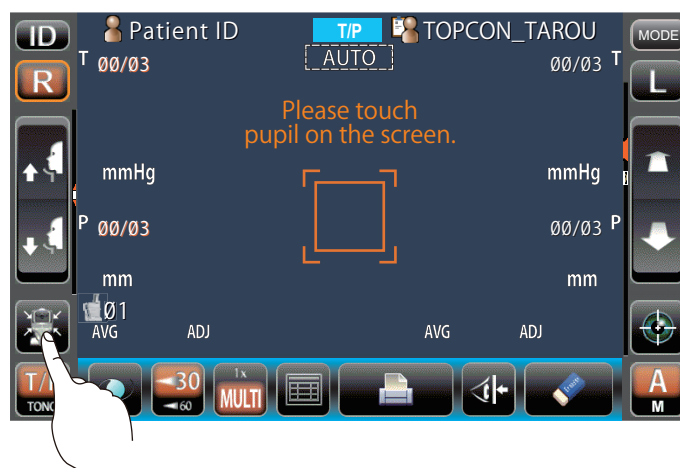 ID
Patient ID
T/P
TOPCON_TAROU
MODE
AUTO
R
T
00/03
00/03
T
L
Please touch
pupil on the screen.
mmHg
mmHg
P
00/03
00/03
P
mm
mm
01
AVG
ADJ
AVG
ADJ
30
60
1x
MULTI
A
M